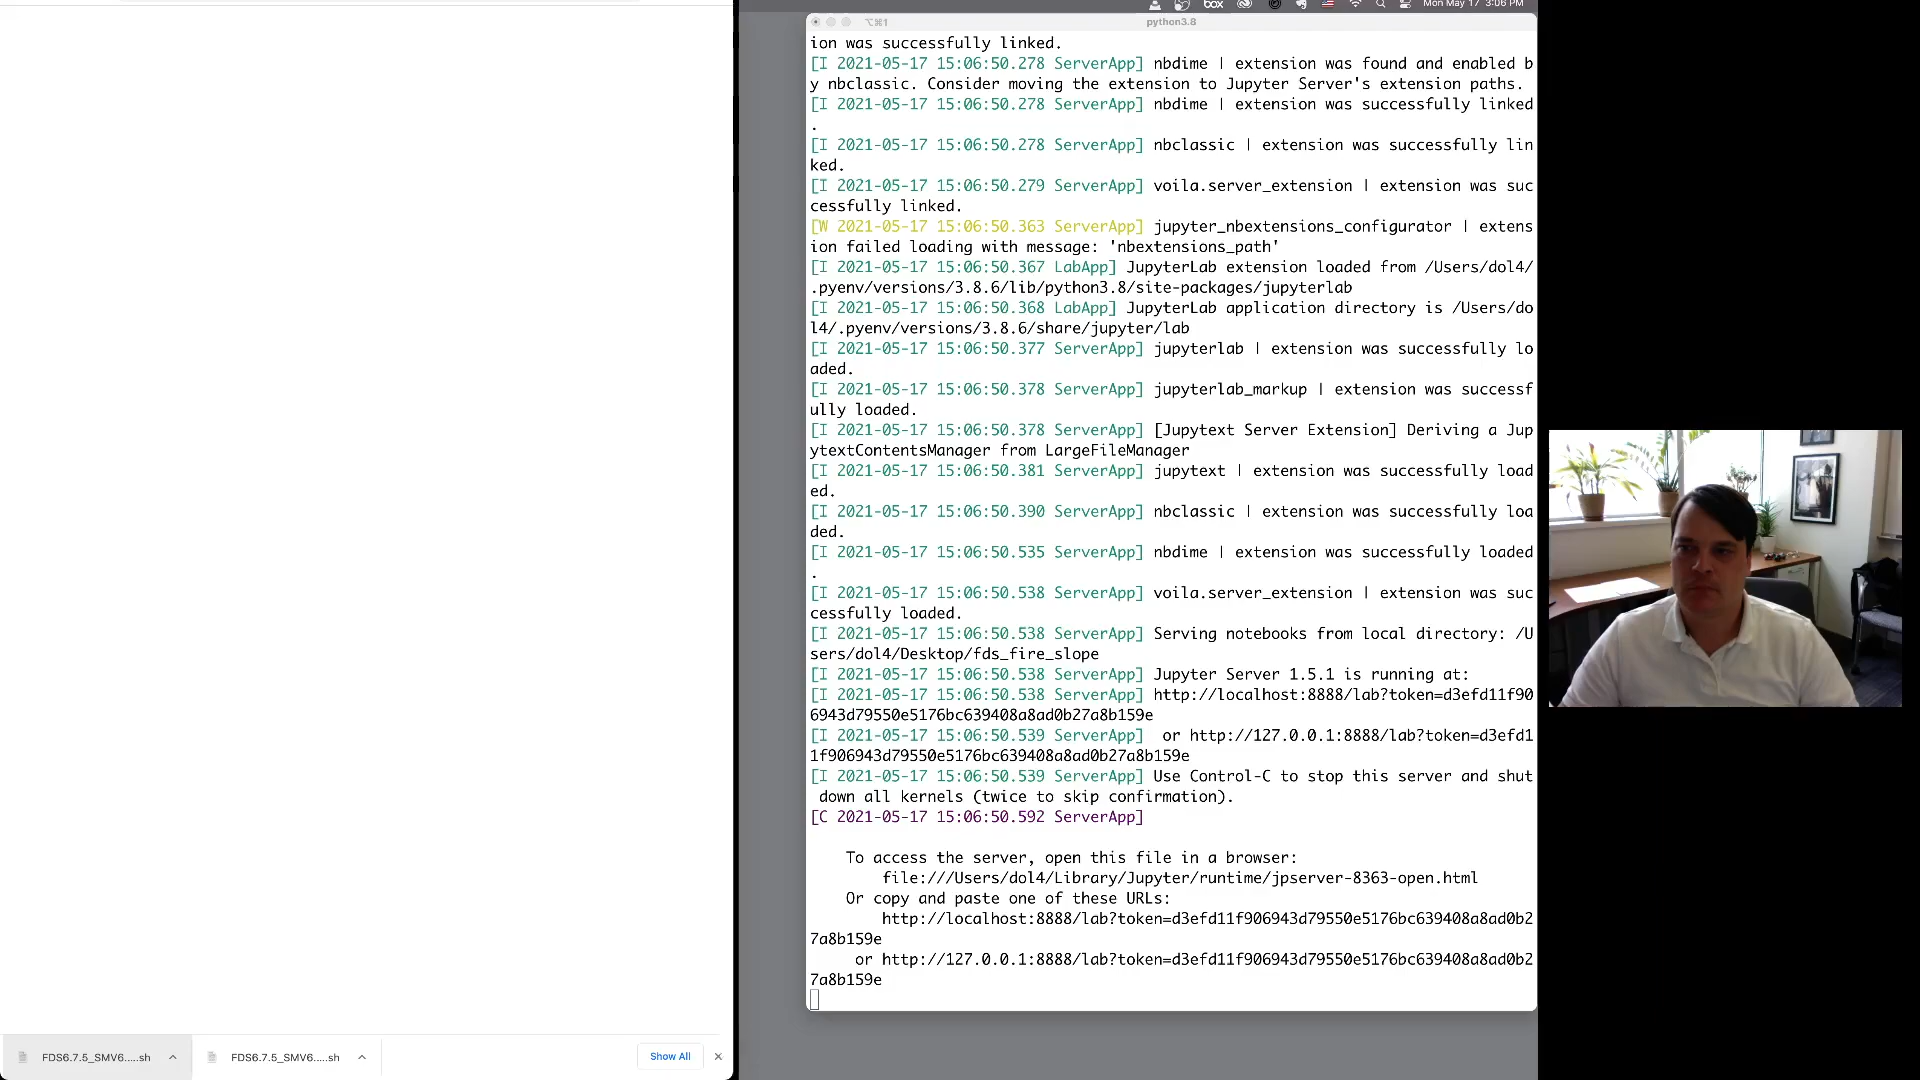 box
Mon May 17 3:06 PM
⌥⌘1
python3.8
ion was successfully linked.
[I 2021-05-17 15:06:50.278 ServerApp] nbdime | extension was found and enabled b
y nbclassic. Consider moving the extension to Jupyter Server's extension paths.
[I 2021-05-17 15:06:50.278 ServerApp] nbdime | extension was successfully linked
.
[I 2021-05-17 15:06:50.278 ServerApp] nbclassic | extension was successfully lin
ked.
[I 2021-05-17 15:06:50.279 ServerApp] voila.server_extension | extension was suc
cessfully linked.
[W 2021-05-17 15:06:50.363 ServerApp] jupyter_nbextensions_configurator | extens
ion failed loading with message: 'nbextensions_path'
[I 2021-05-17 15:06:50.367 LabApp] JupyterLab extension loaded from /Users/dol4/
.pyenv/versions/3.8.6/lib/python3.8/site-packages/jupyterlab
[I 2021-05-17 15:06:50.368 LabApp] JupyterLab application directory is /Users/do
l4/.pyenv/versions/3.8.6/share/jupyter/lab
[I 2021-05-17 15:06:50.377 ServerApp] jupyterlab | extension was successfully lo
aded.
[I 2021-05-17 15:06:50.378 ServerApp] jupyterlab_markup | extension was successf
ully loaded.
[I 2021-05-17 15:06:50.378 ServerApp] [Jupytext Server Extension] Deriving a Jup
ytextContentsManager from LargeFileManager
[I 2021-05-17 15:06:50.381 ServerApp] jupytext | extension was successfully load
ed.
[I 2021-05-17 15:06:50.390 ServerApp] nbclassic | extension was successfully loa
ded.
[I 2021-05-17 15:06:50.535 ServerApp] nbdime | extension was successfully loaded
.
[I 2021-05-17 15:06:50.538 ServerApp] voila.server_extension | extension was suc
cessfully loaded.
[I 2021-05-17 15:06:50.538 ServerApp] Serving notebooks from local directory: /U
sers/dol4/Desktop/fds_fire_slope
[I 2021-05-17 15:06:50.538 ServerApp] Jupyter Server 1.5.1 is running at:
[I 2021-05-17 15:06:50.538 ServerApp] http://localhost:8888/lab?token=d3efd11f90
6943d79550e5176bc639408a8ad0b27a8b159e
[I 2021-05-17 15:06:50.539 ServerApp]  or http://127.0.0.1:8888/lab?token=d3efd1
1f906943d79550e5176bc639408a8ad0b27a8b159e
[I 2021-05-17 15:06:50.539 ServerApp] Use Control-C to stop this server and shut
 down all kernels (twice to skip confirmation).
[C 2021-05-17 15:06:50.592 ServerApp]
To access the server, open this file in a browser:
file:///Users/dol4/Library/Jupyter/runtime/jpserver-8363-open.html
Or copy and paste one of these URLs:
http://localhost:8888/lab?token=d3efd11f906943d79550e5176bc639408a8ad0b2
7a8b159e
or http://127.0.0.1:8888/lab?token=d3efd11f906943d79550e5176bc639408a8ad0b2
7a8b159e
FDS6.7.5_SMV6.....sh
FDS6.7.5_SMV6.....sh
Show All